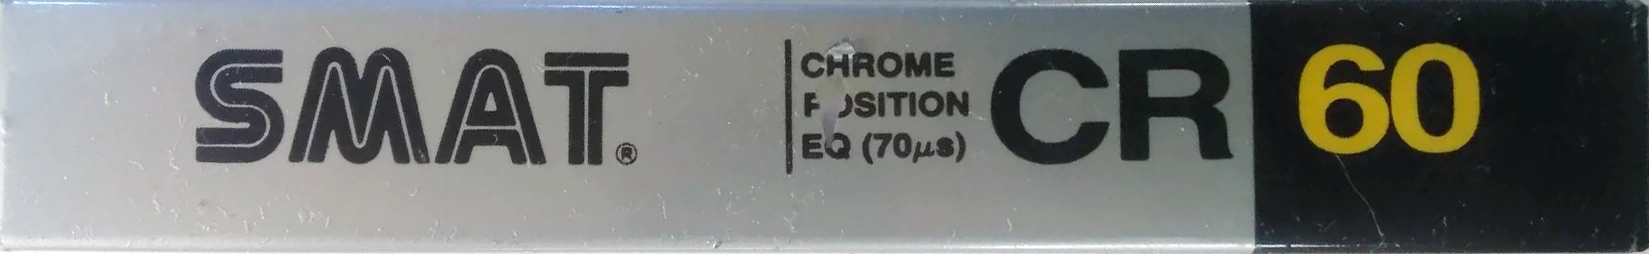 SMAT®
CHROME
POSITION
EQ (70µs)
CR
60